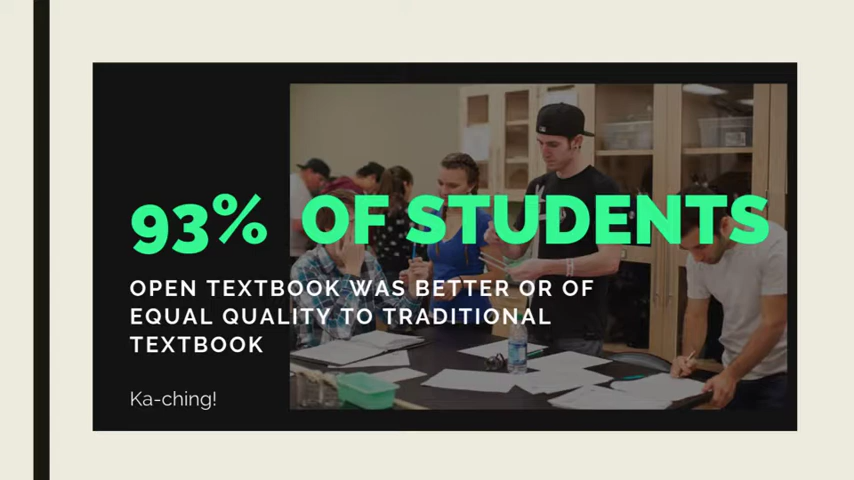 93% OF STUDENTS
OPEN TEXTBOOK WAS BETTER OR OF
EQUAL QUALITY TO TRADITIONAL
TEXTBOOK
Ka-ching!